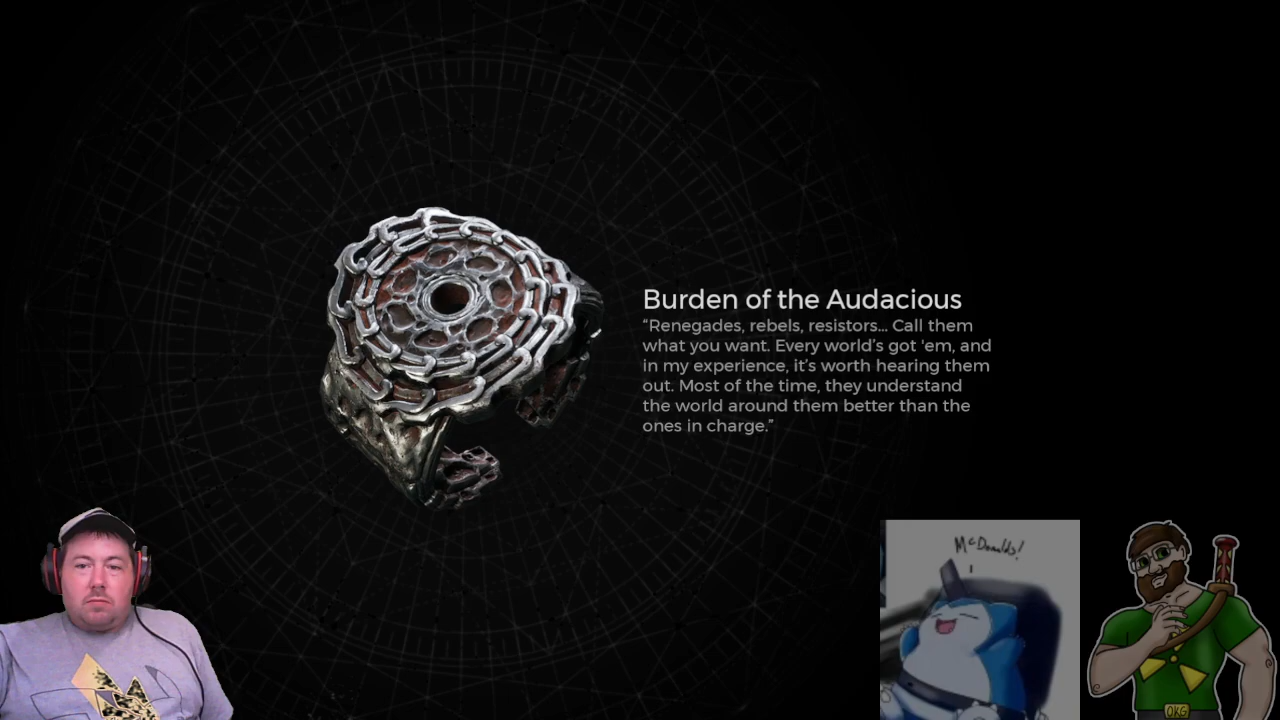 Burden of the Audacious
“Renegades, rebels, resistors... Call them
what you want. Every world’s got 'em, and
in my experience, it’s worth hearing them
out. Most of the time, they understand
the world around them better than the
ones in charge.”
McDonalds!
OKG